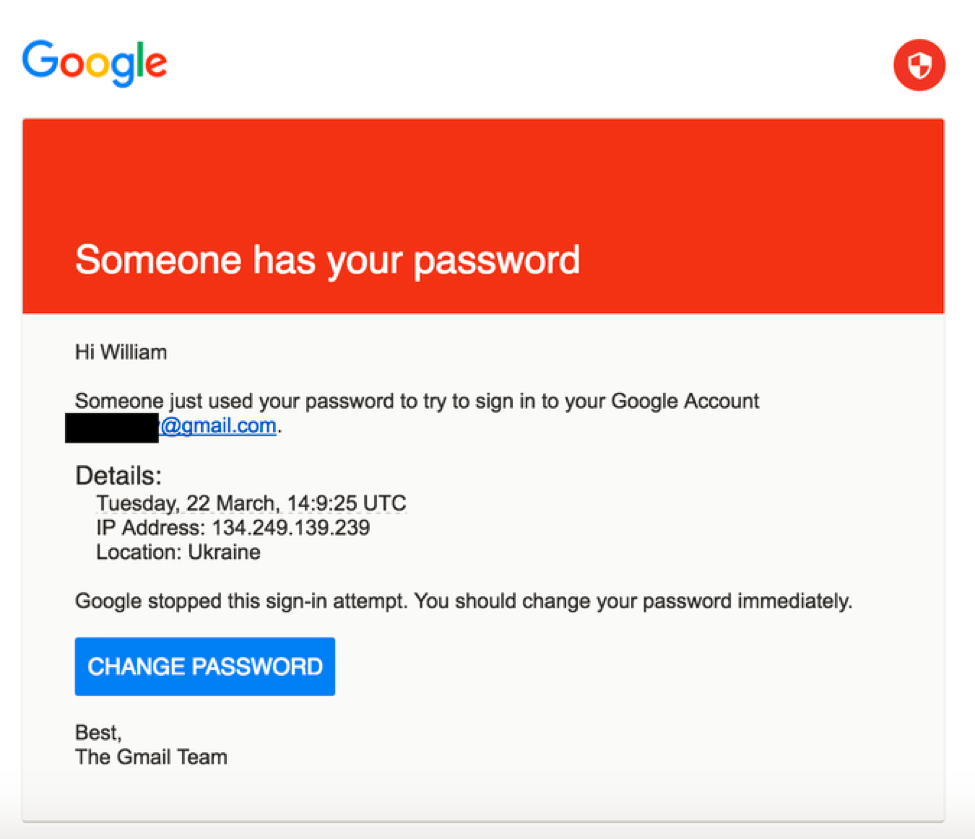 Google
Someone has your password
Hi William
Someone just used your password to try to sign in to your Google Account
@gmail.com.
Details:
Tuesday, 22 March, 14:9:25 UTC
IP Address: 134.249.139.239
Location: Ukraine
Google stopped this sign-in attempt. You should change your password immediately.
CHANGE PASSWORD
Best,
The Gmail Team